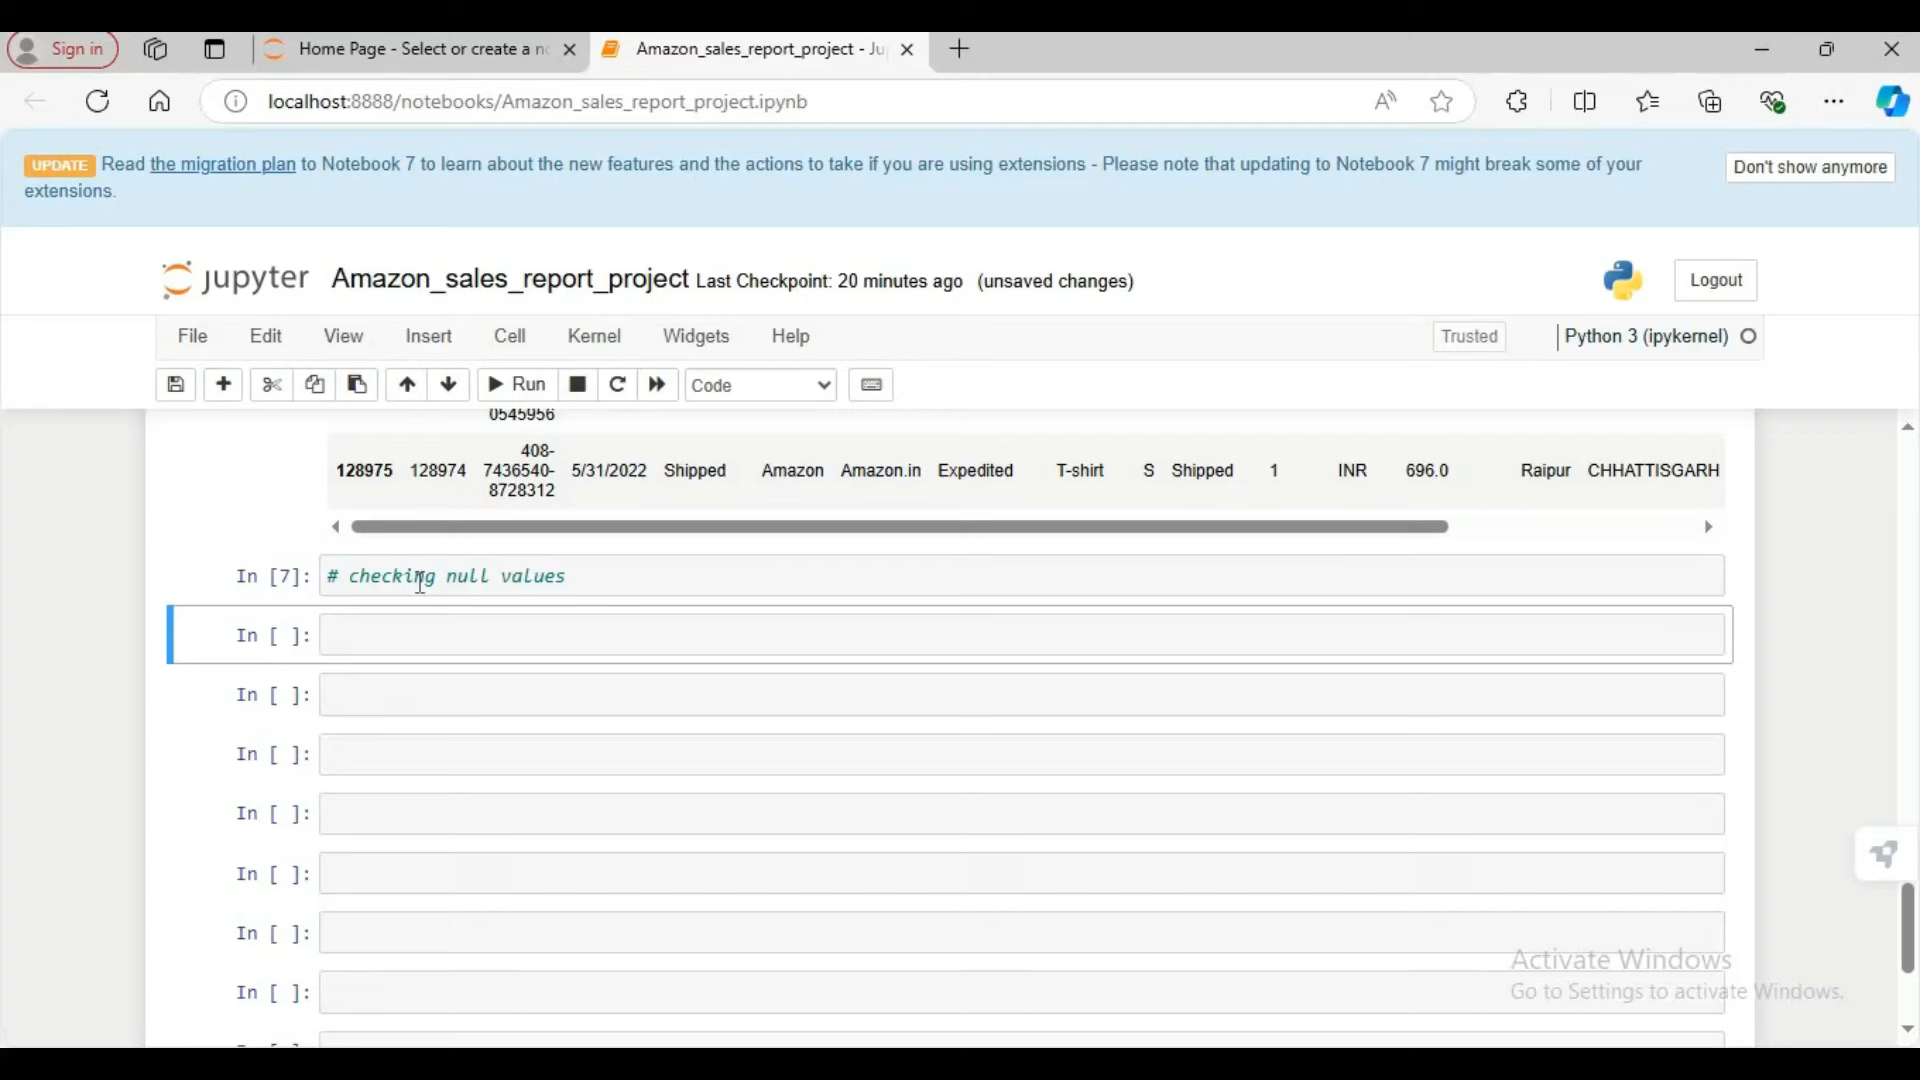 Sign in
Home Page - Select or create a n
Amazon_sales_report_project - Ju
localhost:8888/notebooks/Amazon_sales_report_project.ipynb
UPDATE Read the migration plan to Notebook 7 to learn about the new features and the actions to take if you are using extensions - Please note that updating to Notebook 7 might break some of your
extensions.
Don't show anymore
jupyter Amazon_sales_report_project Last Checkpoint: 20 minutes ago (unsaved changes)
Logout
File Edit View Insert Cell Kernel Widgets Help
Trusted
Python 3 (ipykernel)
Run
Code
0545956
408-
128975 128974 7436540- 5/31/2022 Shipped Amazon Amazon.in Expedited T-shirt S Shipped 1 INR 696.0 Raipur CHHATTISGARH
8728312
In [7]: # checking null values
In [ ]:
In [ ]:
In [ ]:
In [ ]:
In [ ]:
In [ ]:
In [ ]:
Activate Windows
Go to Settings to activate Windows.